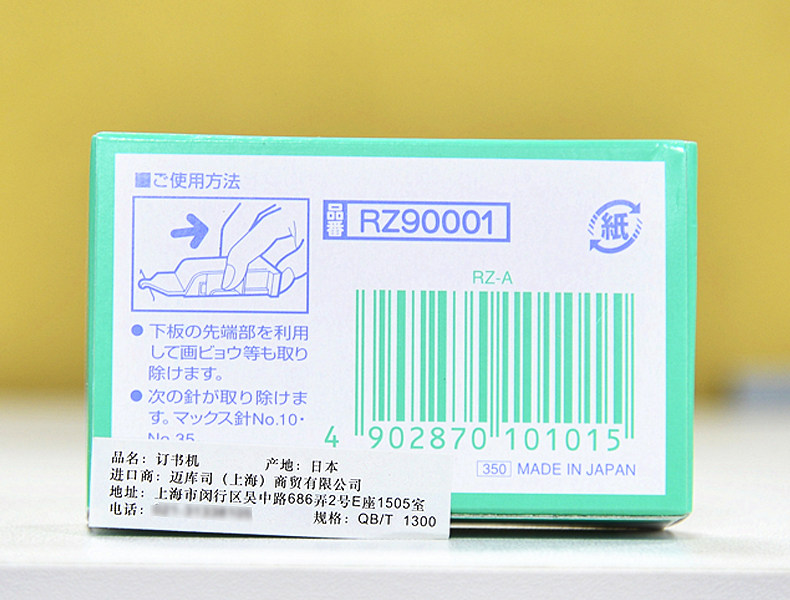 ■ご使用方法
品番 RZ90001
紙
RZ-A
●下板の先端部を利用
して画ビョウ等も取り
除けます。
●次の針が取り除けま
す。マックス針No.10・
No.35
4 902870 101015
350 MADE IN JAPAN
品名：订书机 产地：日本
进口商：迈库司（上海）商贸有限公司
地址：上海市闵行区吴中路686弄2号E座1505室
电话：
规格：QB/T 1300